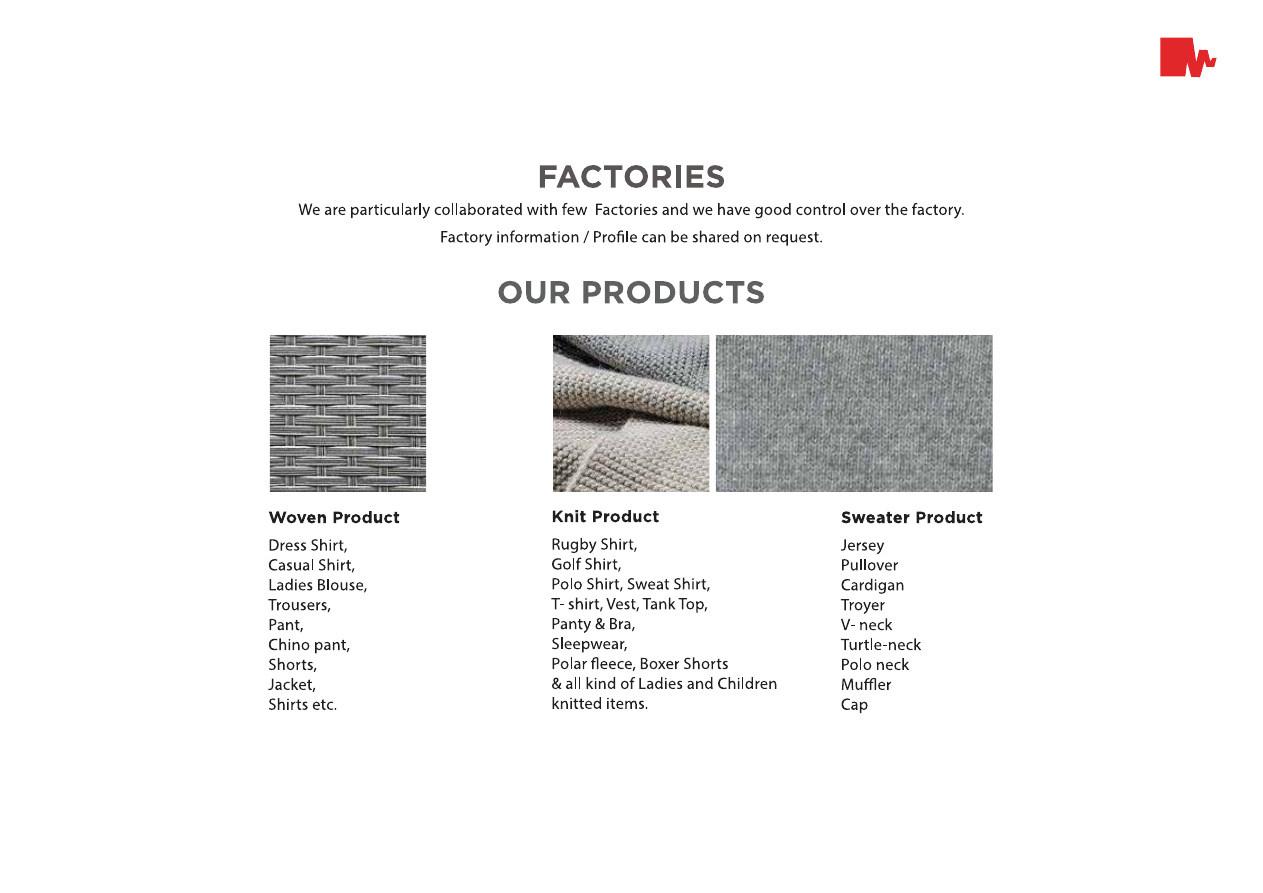 FACTORIES
We are particularly collaborated with few  Factories and we have good control over the factory.
Factory information / Profile can be shared on request.
OUR PRODUCTS
Woven Product
Dress Shirt,
Casual Shirt,
Ladies Blouse,
Trousers,
Pant,
Chino pant,
Shorts,
Jacket,
Shirts etc.
Knit Product
Rugby Shirt,
Golf Shirt,
Polo Shirt, Sweat Shirt,
T- shirt, Vest, Tank Top,
Panty & Bra,
Sleepwear,
Polar fleece, Boxer Shorts
& all kind of Ladies and Children
knitted items.
Sweater Product
Jersey
Pullover
Cardigan
Troyer
V- neck
Turtle-neck
Polo neck
Muffler
Cap